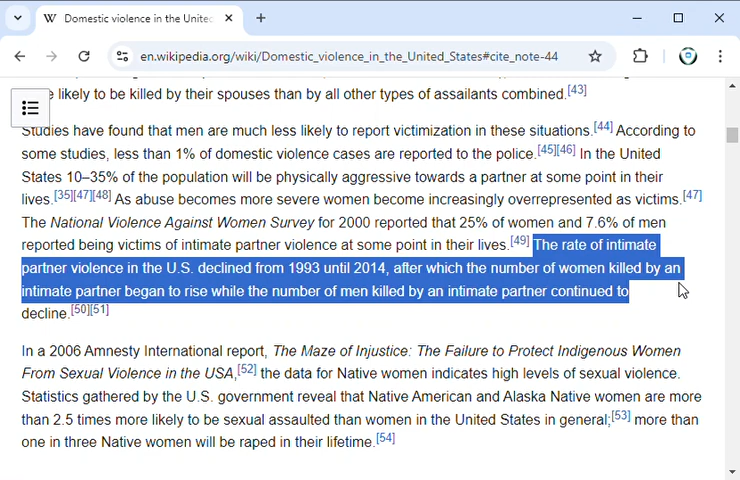 Domestic violence in the United
en.wikipedia.org/wiki/Domestic_violence_in_the_United_States#cite_note-44
e likely to be killed by their spouses than by all other types of assailants combined.[43]
Studies have found that men are much less likely to report victimization in these situations.[44] According to
some studies, less than 1% of domestic violence cases are reported to the police.[45][46] In the United
States 10–35% of the population will be physically aggressive towards a partner at some point in their
lives.[35][47][48] As abuse becomes more severe women become increasingly overrepresented as victims.[47]
The National Violence Against Women Survey for 2000 reported that 25% of women and 7.6% of men
reported being victims of intimate partner violence at some point in their lives.[49] The rate of intimate
partner violence in the U.S. declined from 1993 until 2014, after which the number of women killed by an
intimate partner began to rise while the number of men killed by an intimate partner continued to
decline.[50][51]
In a 2006 Amnesty International report, The Maze of Injustice: The Failure to Protect Indigenous Women
From Sexual Violence in the USA,[52] the data for Native women indicates high levels of sexual violence.
Statistics gathered by the U.S. government reveal that Native American and Alaska Native women are more
than 2.5 times more likely to be sexual assaulted than women in the United States in general;[53] more than
one in three Native women will be raped in their lifetime.[54]